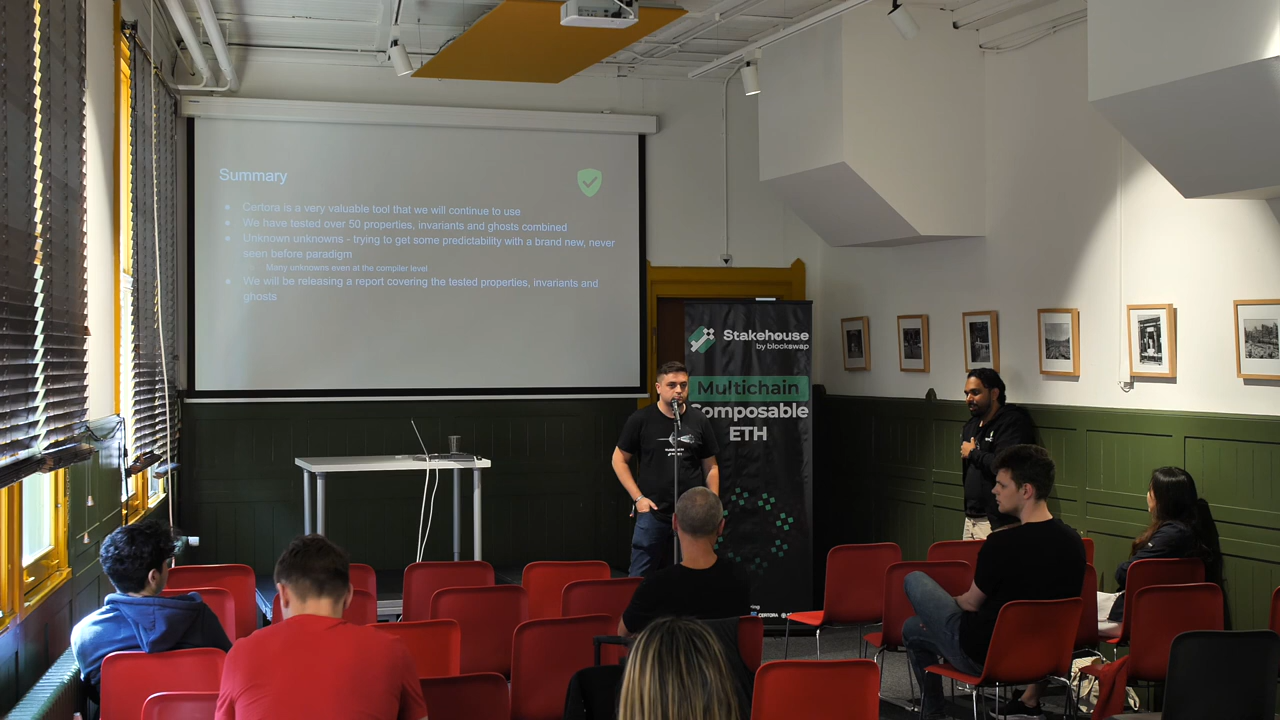 Summary
● Certora is a very valuable tool that we will continue to use
● We have tested over 50 properties, invariants and ghosts combined
● Unknown unknowns - trying to get some predictability with a brand new, never
seen before paradigm
Many unknowns even at the compiler level
● We will be releasing a report covering the tested properties, invariants and
ghosts
Stakehouse
by blockswap
Multichain
Composable
ETH
CERTORA